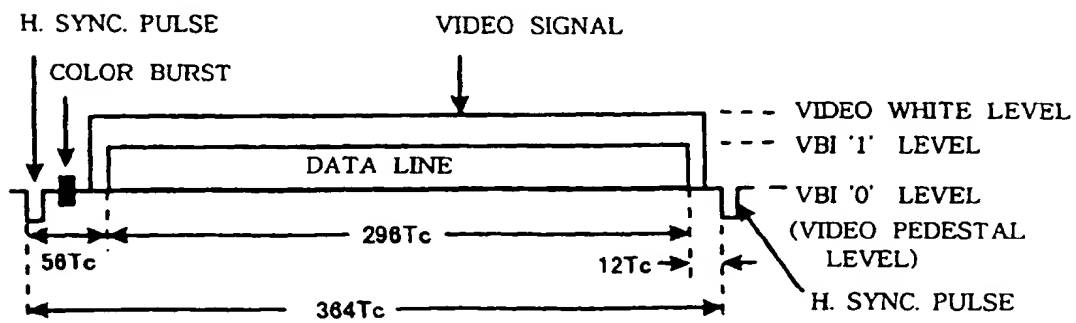 H. SYNC. PULSE
VIDEO SIGNAL
COLOR BURST
VIDEO WHITE LEVEL
VBI '1' LEVEL
DATA LINE
VBI '0' LEVEL
(VIDEO PEDESTAL
LEVEL)
56Tc
296Tc
12Tc
364Tc
H. SYNC. PULSE